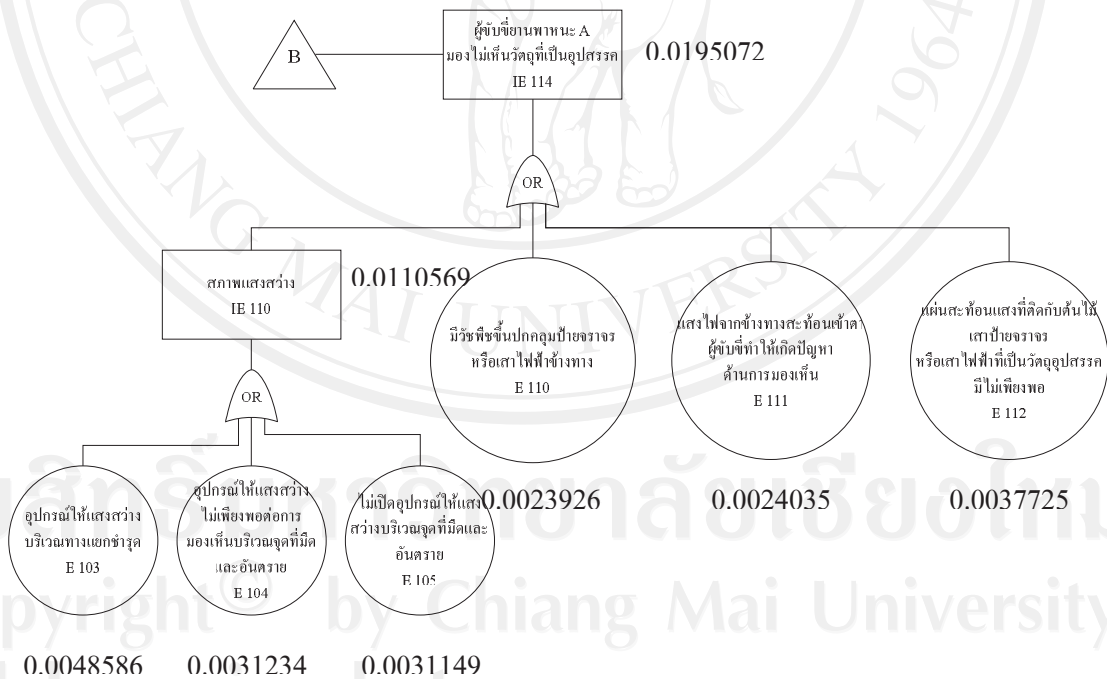 B
ผู้ขับขี่ยานพาหนะ A
มองไม่เห็นวัตถุที่เป็นอุปสรรค
IE 114
0.0195072
OR
สภาพแสงสว่าง
IE 110
0.0110569
มีวัชพืชขึ้นปกคลุมป้ายจราจร
หรือเสาไฟฟ้าข้างทาง
E 110
แสงไฟจากข้างทางสะท้อนเข้าตา
ผู้ขับขี่ทำให้เกิดปัญหา
ด้านการมองเห็น
E 111
แผ่นสะท้อนแสงที่ติดกับต้นไม้
เสาป้ายจราจร
หรือเสาไฟฟ้าที่เป็นวัตถุอุปสรรค
มีไม่เพียงพอ
E 112
OR
0.0023926
0.0024035
0.0037725
อุปกรณ์ให้แสงสว่าง
บริเวณทางแยกชำรุด
E 103
อุปกรณ์ให้แสงสว่าง
ไม่เพียงพอต่อการ
มองเห็นบริเวณจุดที่มืด
และอันตราย
E 104
ไม่เปิดอุปกรณ์ให้แสง
สว่างบริเวณจุดที่มืดและ
อันตราย
E 105
0.0048586
0.0031234
0.0031149
CHIANG MAI UNIVERSITY 1964
pyright © by Chiang Mai University